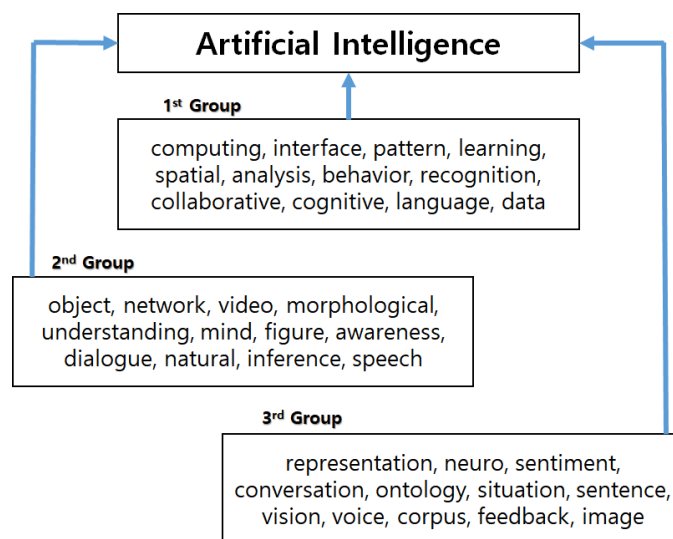 Artificial Intelligence
1st Group
computing, interface, pattern, learning,
spatial, analysis, behavior, recognition,
collaborative, cognitive, language, data
2nd Group
object, network, video, morphological,
understanding, mind, figure, awareness,
dialogue, natural, inference, speech
3rd Group
representation, neuro, sentiment,
conversation, ontology, situation, sentence,
vision, voice, corpus, feedback, image